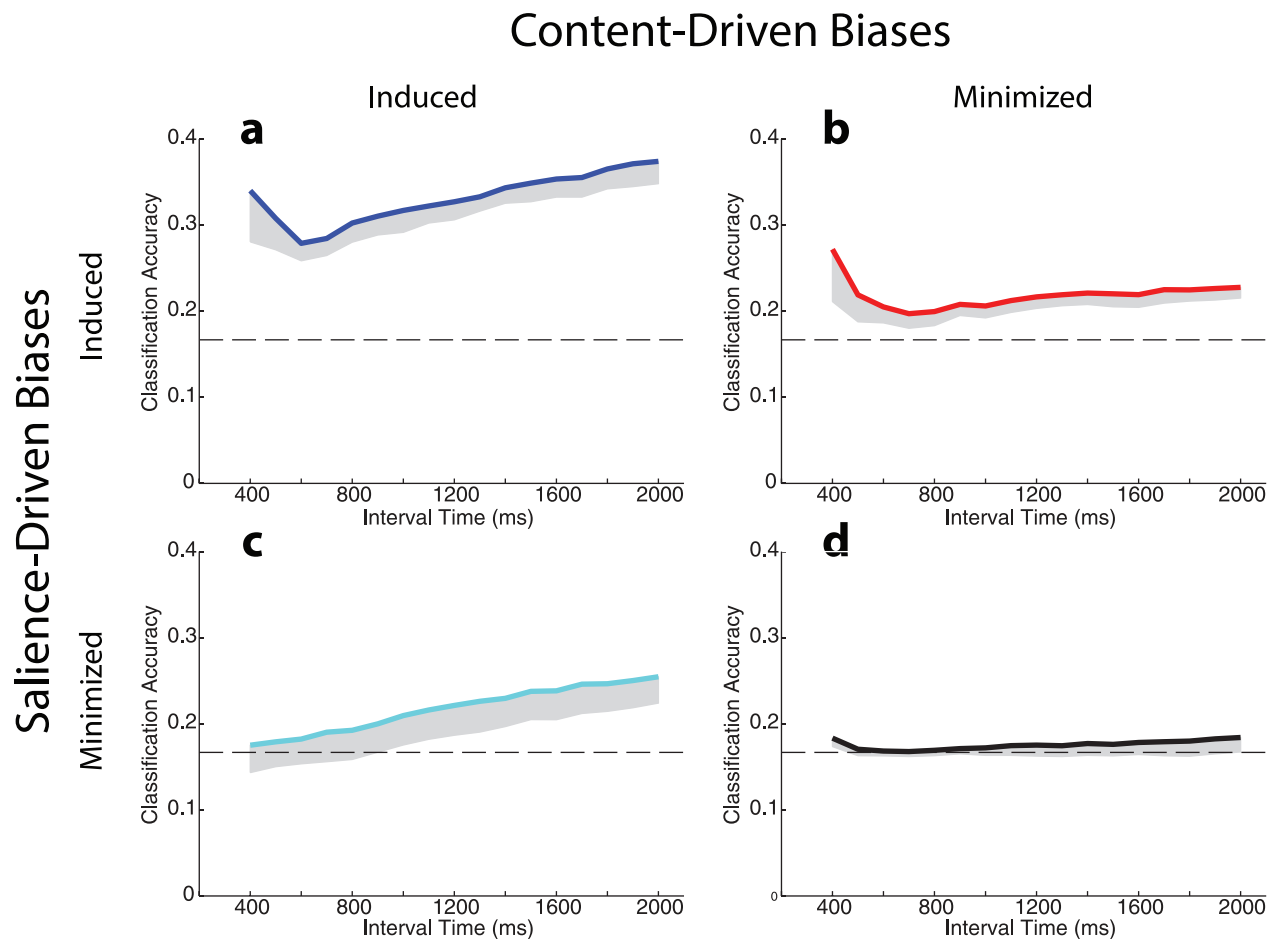 Content-Driven Biases
Induced
Minimized
Salience-Driven Biases
Induced
Minimized
a
0.4
0.3
0.2
0.1
0
Classification Accuracy
400 800 1200 1600 2000
Interval Time (ms)
b
0.4
0.3
0.2
0.1
0
Classification Accuracy
400 800 1200 1600 2000
Interval Time (ms)
c
0.4
0.3
0.2
0.1
0
Classification Accuracy
400 800 1200 1600 2000
Interval Time (ms)
d
0.4
0.3
0.2
0.1
0
Classification Accuracy
400 800 1200 1600 2000
Interval Time (ms)